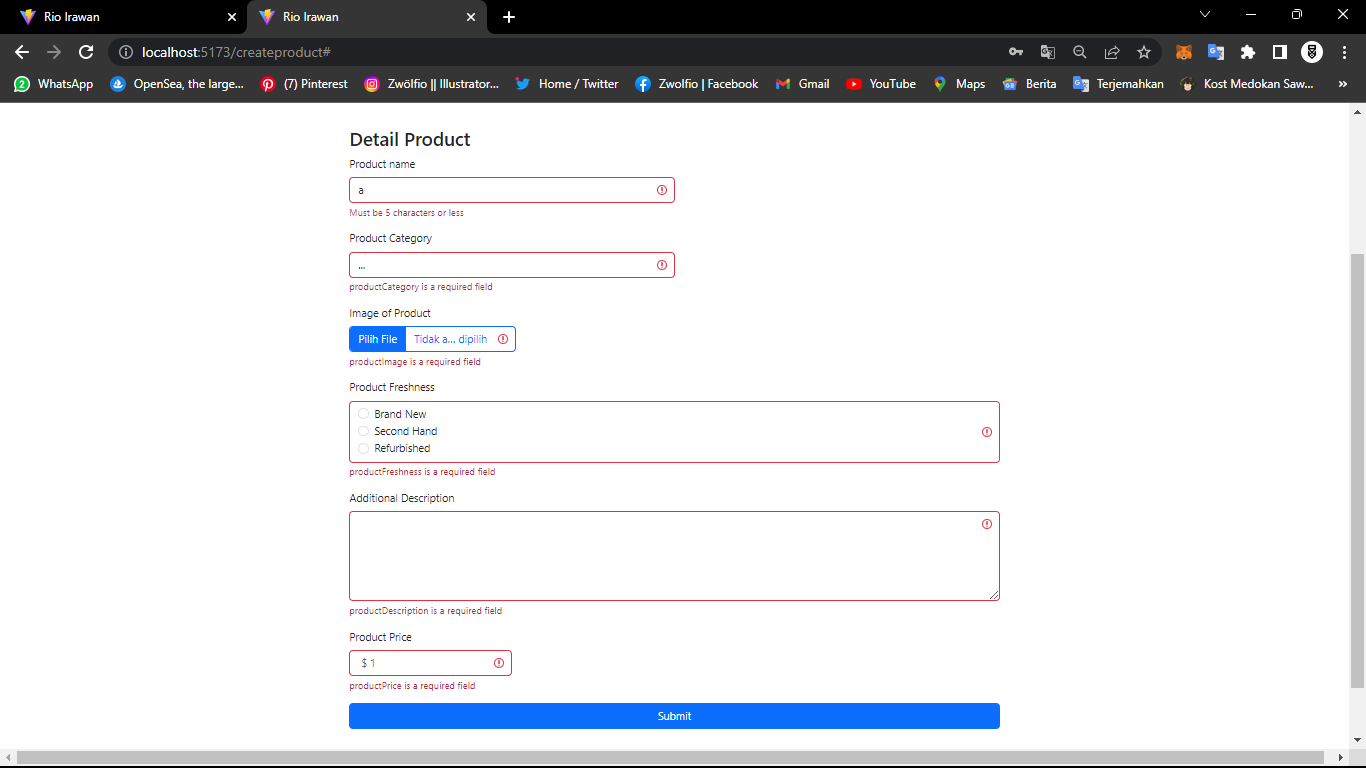 Rio Irawan
Rio Irawan
localhost:5173/createproduct#
2 WhatsApp
OpenSea, the large...
(7) Pinterest
Zwölfio || Illustrator...
Home / Twitter
Zwolfio | Facebook
Gmail
YouTube
Maps
Berita
Terjemahkan
Kost Medokan Saw...
»
Detail Product
Product name
a
Must be 5 characters or less
Product Category
...
productCategory is a required field
Image of Product
Pilih File Tidak a... dipilih
productImage is a required field
Product Freshness
Brand New
Second Hand
Refurbished
productFreshness is a required field
Additional Description
productDescription is a required field
Product Price
$ 1
productPrice is a required field
Submit